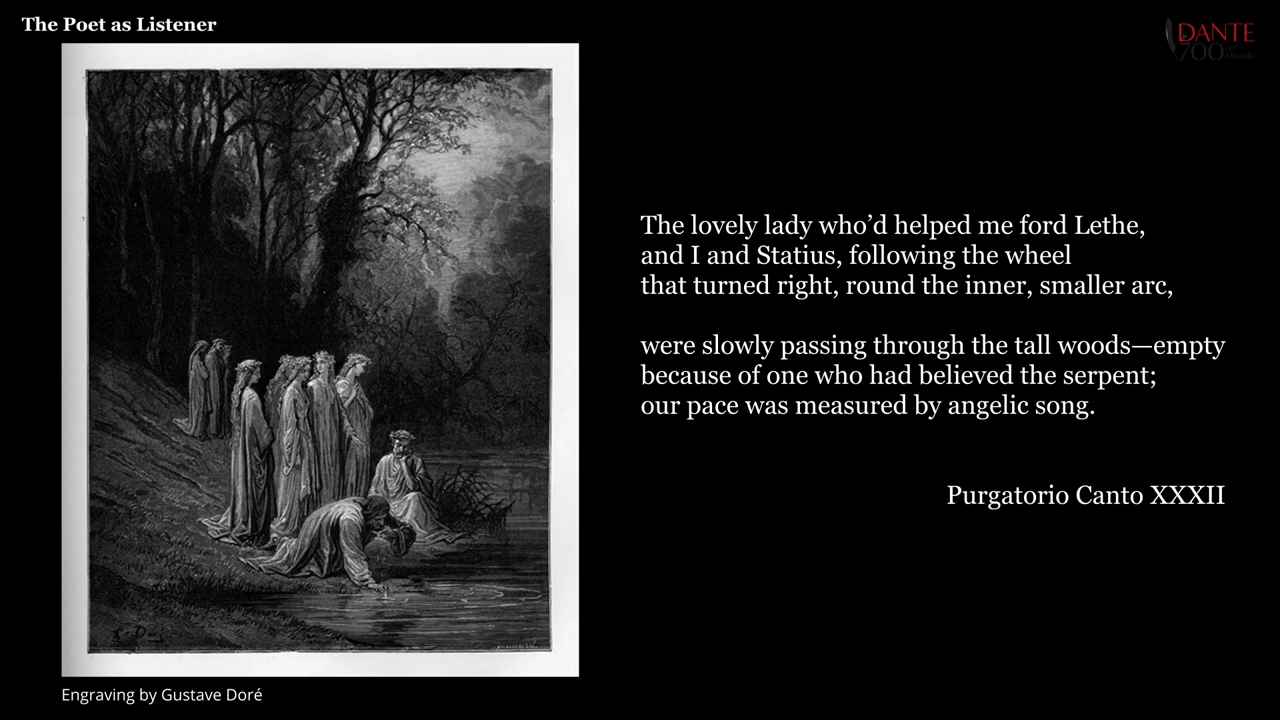 The Poet as Listener
DANTE
700
The lovely lady who’d helped me ford Lethe,
and I and Statius, following the wheel
that turned right, round the inner, smaller arc,
were slowly passing through the tall woods—empty
because of one who had believed the serpent;
our pace was measured by angelic song.
Purgatorio Canto XXXII
Engraving by Gustave Doré